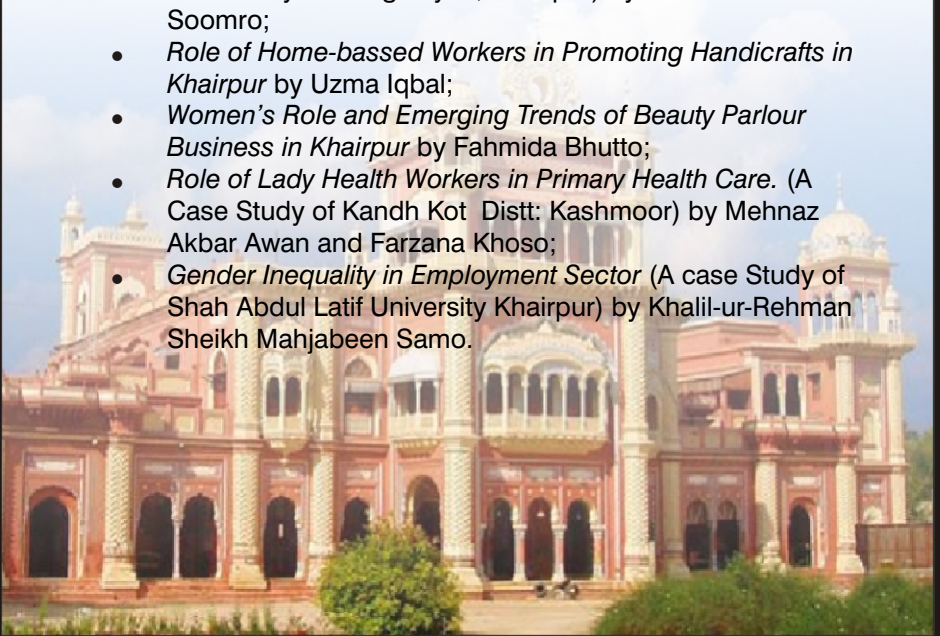 Soomro;
• Role of Home-bassed Workers in Promoting Handicrafts in
Khairpur by Uzma Iqbal;
• Women's Role and Emerging Trends of Beauty Parlour
Business in Khairpur by Fahmida Bhutto;
• Role of Lady Health Workers in Primary Health Care. (A
Case Study of Kandh Kot  Distt: Kashmoor) by Mehnaz
Akbar Awan and Farzana Khoso;
• Gender Inequality in Employment Sector (A case Study of
Shah Abdul Latif University Khairpur) by Khalil-ur-Rehman
Sheikh Mahjabeen Samo.